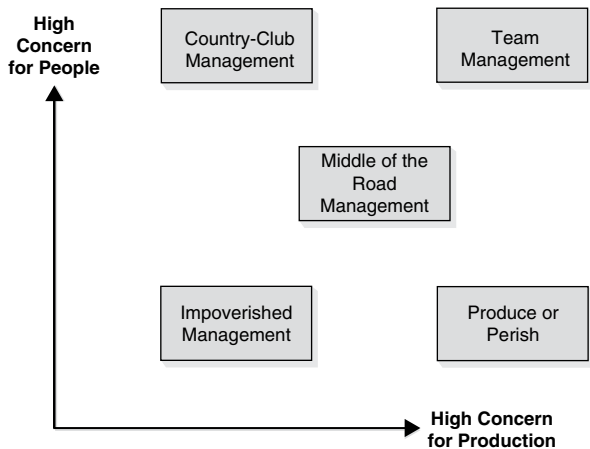 High
Concern
for People
Country-Club
Management
Team
Management
Middle of the
Road
Management
Impoverished
Management
Produce or
Perish
High Concern
for Production